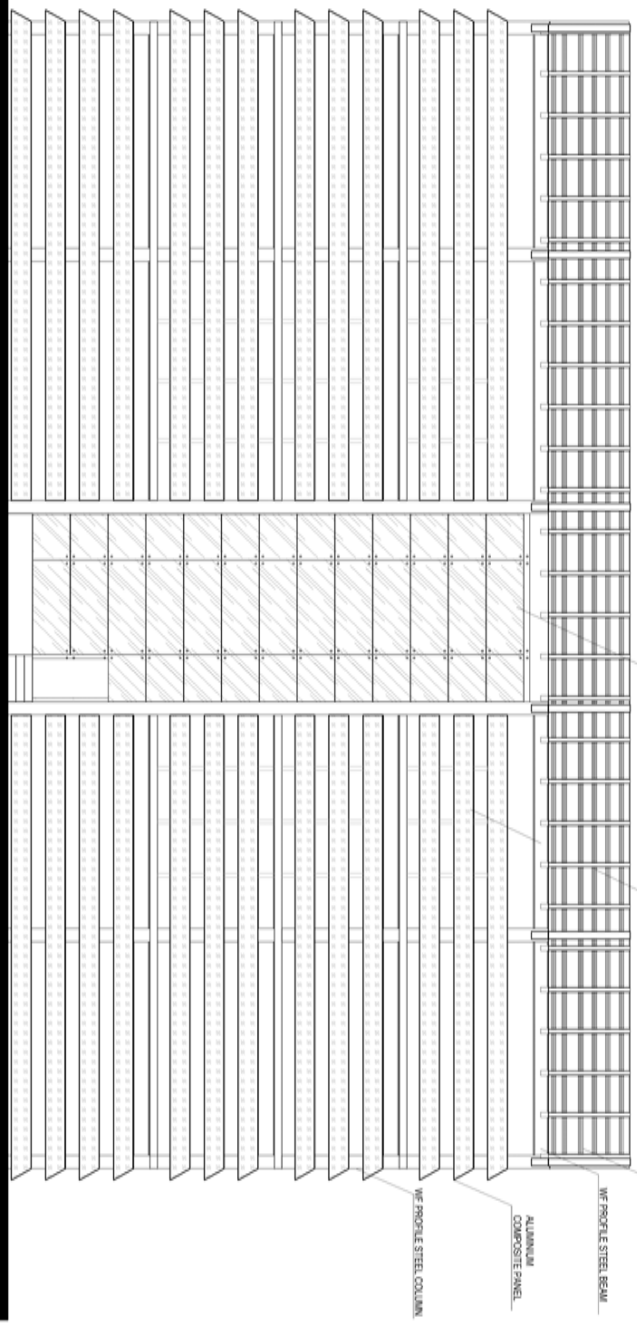 WF PROFILE STEEL BEAM
ALUMINIUM
COMPOSITE PANEL
WF PROFILE STEEL COLUMN